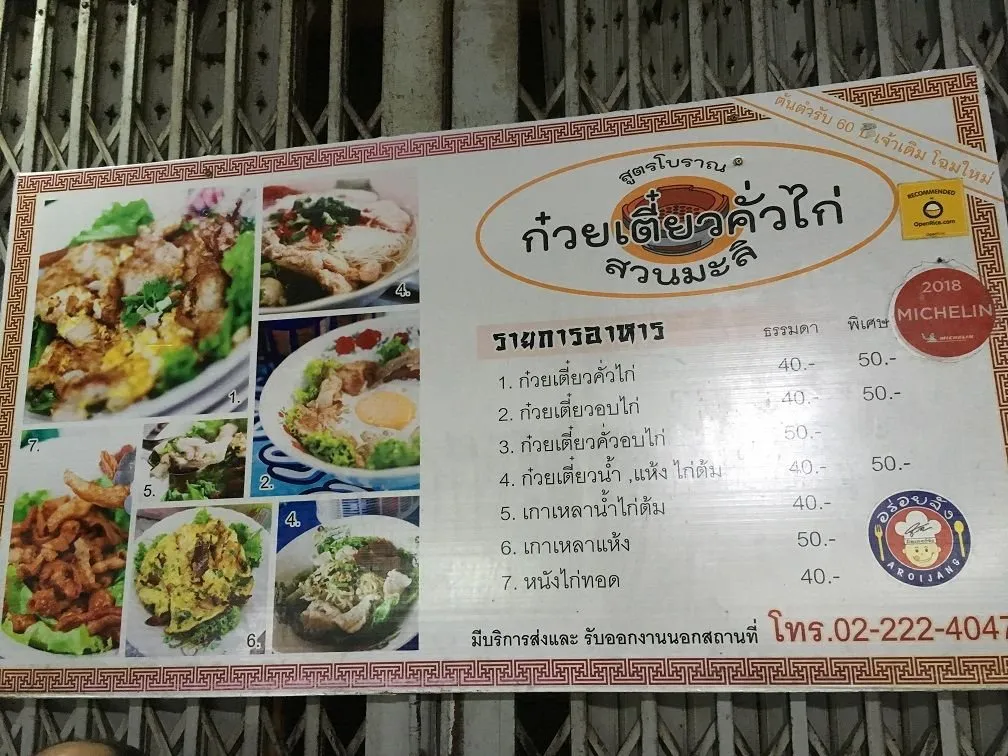 ต้นตำรับ 60 ปี เจ้าเดิม โฉมใหม่
สูตรโบราณ
ก๋วยเตี๋ยวคั่วไก่
สวนมะลิ
RECOMMENDED
OpenRice.com
2018
MICHELIN
MICHELIN
รายการอาหาร ธรรมดา พิเศษ
1. ก๋วยเตี๋ยวคั่วไก่ 40.- 50.-
2. ก๋วยเตี๋ยวอบไก่ 40.- 50.-
3. ก๋วยเตี๋ยวคั่วอบไก่ 50.-
4. ก๋วยเตี๋ยวน้ำ ,แห้ง ไก่ต้ม 40.- 50.-
5. เกาเหลาน้ำไก่ต้ม 40.-
6. เกาเหลาแห้ง 50.-
7. หนังไก่ทอด 40.-
อร่อยจัง
AROIJANG
มีบริการส่งและ รับออกงานนอกสถานที่ โทร.02-222-4047
1.
4.
2.
7.
5.
6.
4.